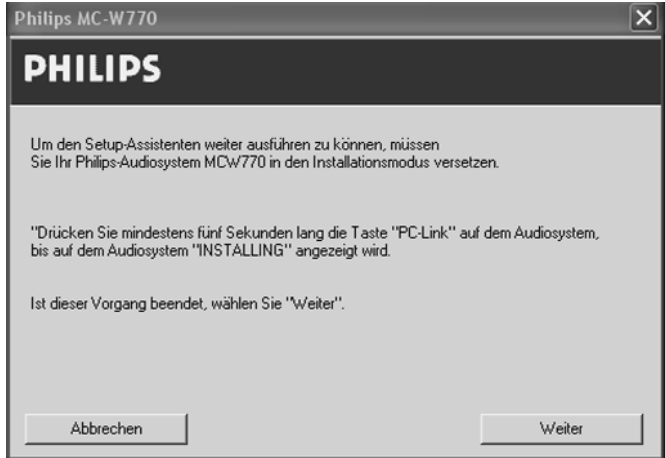 Philips MC-W770
PHILIPS
Um den Setup-Assistenten weiter ausführen zu können, müssen
Sie Ihr Philips-Audiosystem MCW770 in den Installationsmodus versetzen.
"Drücken Sie mindestens fünf Sekunden lang die Taste "PC-Link" auf dem Audiosystem,
bis auf dem Audiosystem "INSTALLING" angezeigt wird.
Ist dieser Vorgang beendet, wählen Sie "Weiter".
Abbrechen Weiter